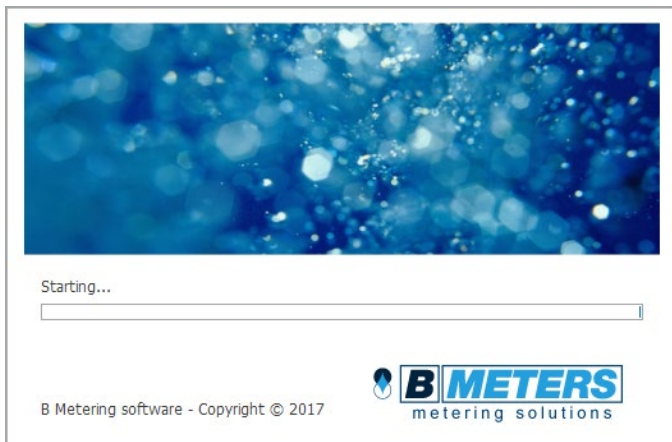 Starting...
B Metering software - Copyright © 2017
B METERS
metering solutions